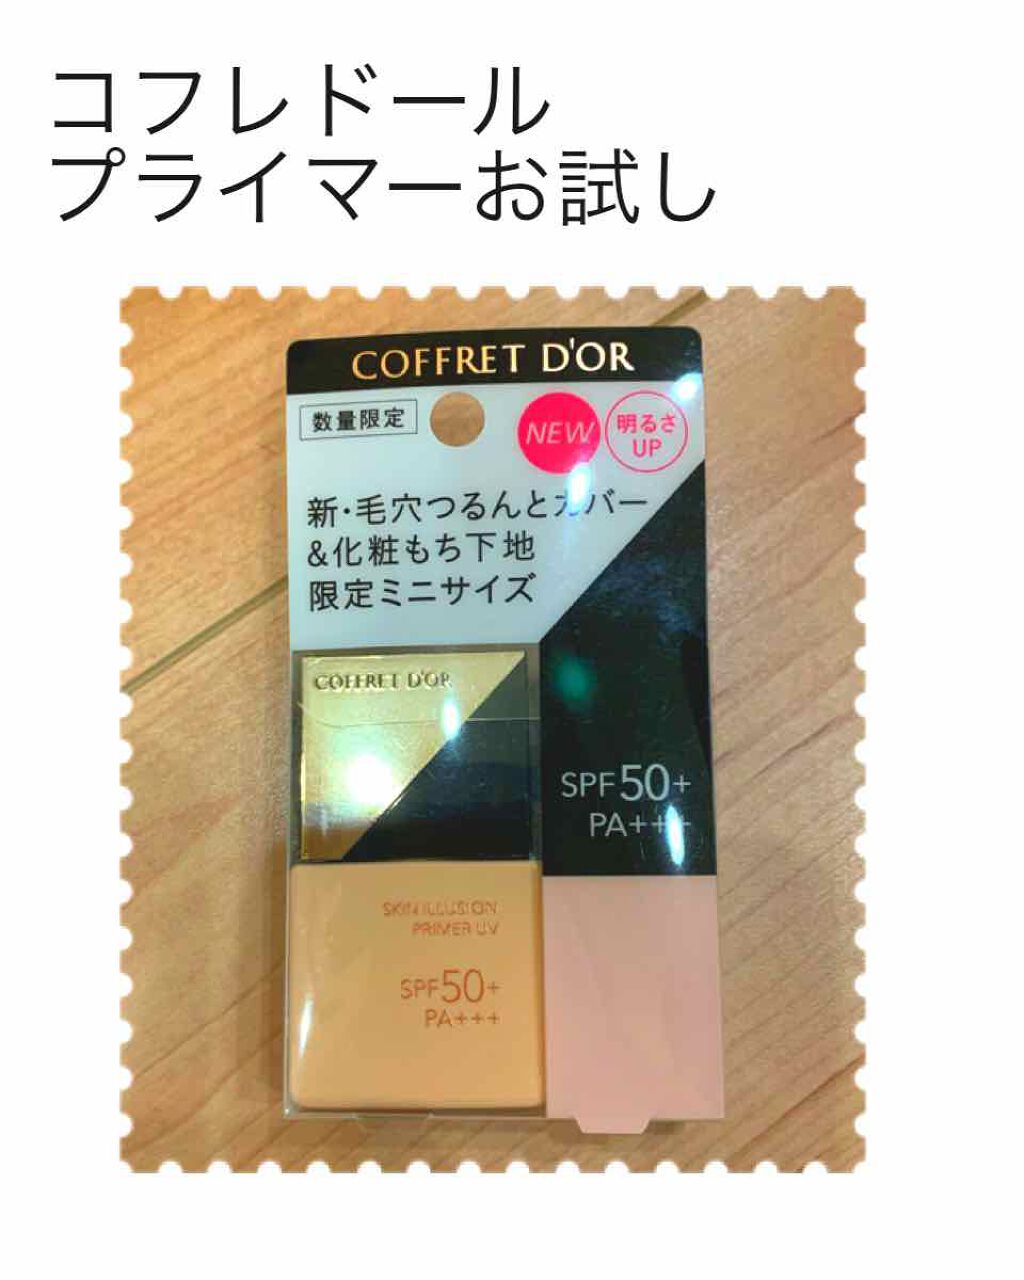 コフレドール
プライマーお試し
COFFRET D'OR
数量限定
NEW
明るさ
UP
新・毛穴つるんとカバー
&化粧もち下地
限定ミニサイズ
COFFRET D'OR
SPF50+
PA+++
SKIN ILLUSION
PRIMER UV
SPF50+
PA+++